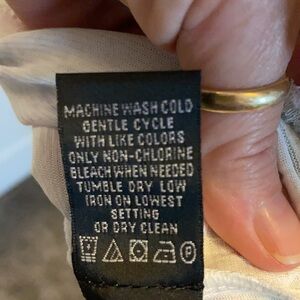 MACHINE WASH COLD
GENTLE CYCLE
WITH LIKE COLORS
ONLY NON-CHLORINE
BLEACH WHEN NEEDED
TUMBLE DRY LOW
IRON ON LOWEST
SETTING
OR DRY CLEAN